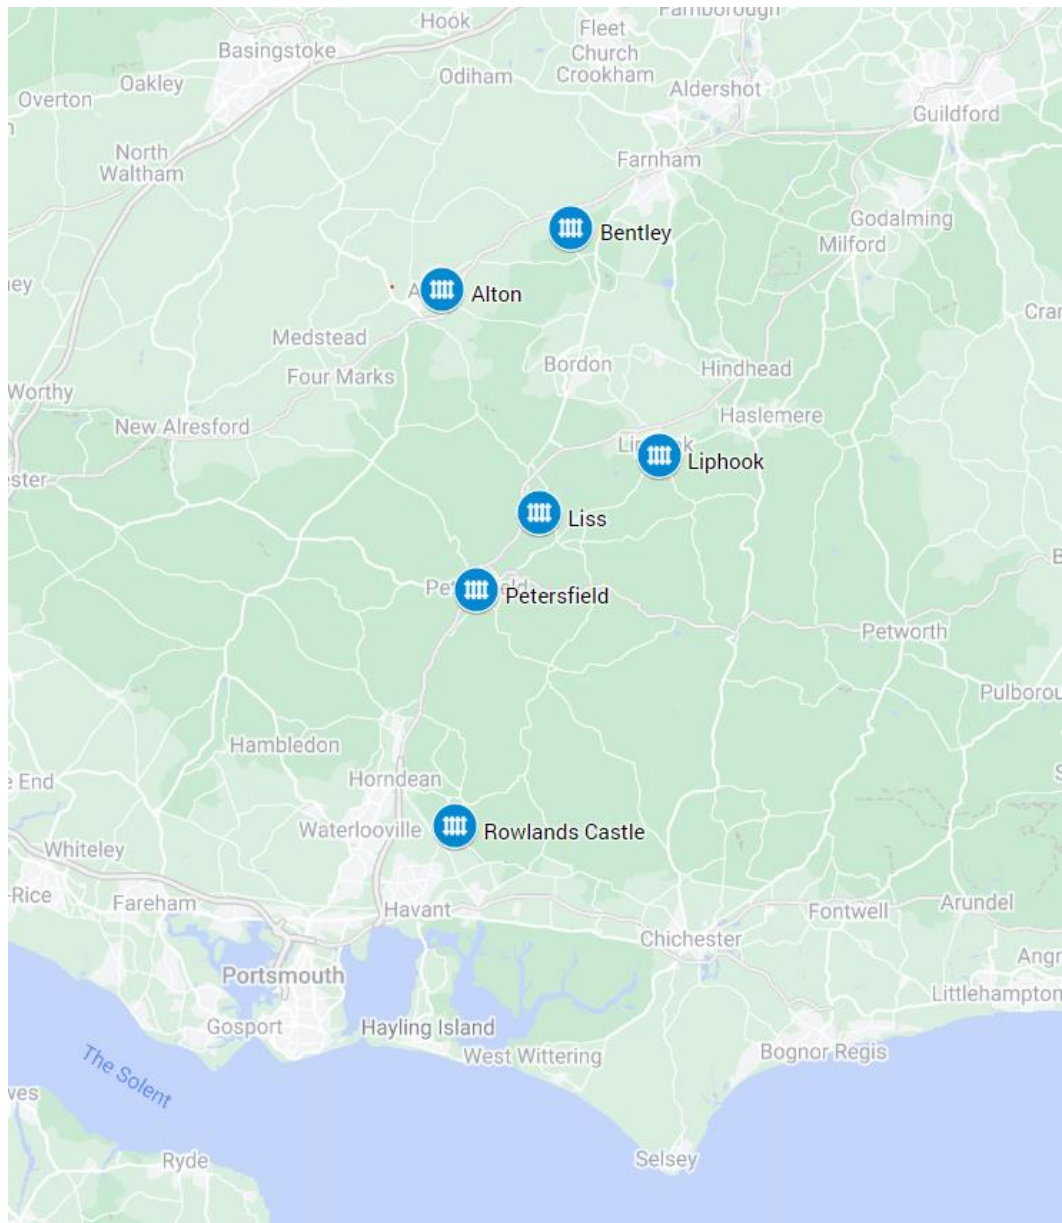 Hook
Farnborough
Fleet
Basingstoke
Church
Crookham
Odiham
Oakley
Aldershot
Overton
Guildford
North
Waltham
Farnham
Godalming
Bentley
Milford
Alton
Medstead
Four Marks
Bordon
Hindhead
Worthy
New Alresford
Haslemere
Liphook
Liss
Petersfield
Petworth
Pulborou
Hambledon
Horndean
End
Waterlooville
Rowlands Castle
Whiteley
-Rice
Fareham
Havant
Fontwell
Arundel
Chichester
Angr
Portsmouth
Littlehampton
Gosport
Hayling Island
West Wittering
Bognor Regis
The Solent
wes
Ryde
Selsey